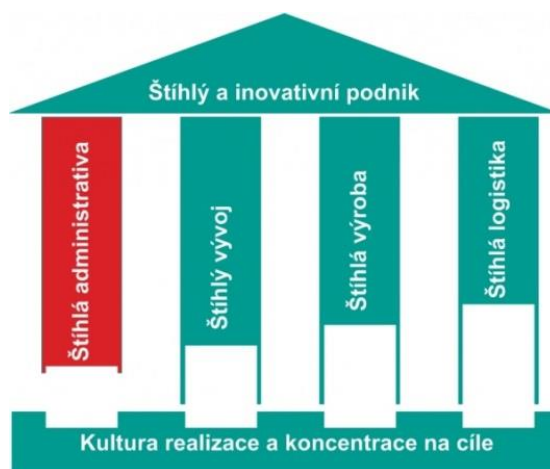 Štíhlý a inovativní podnik
Štíhlá administrativa
Štíhlý vývoj
Štíhlá výroba
Štíhlá logistika
Kultura realizace a koncentrace na cíle